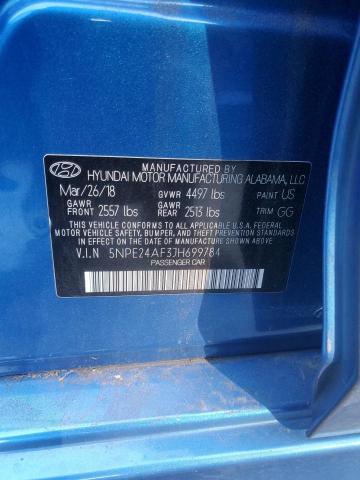 MANUFACTURED BY
HYUNDAI MOTOR MANUFACTURING ALABAMA, LLC
Mar/26/18 GVWR 4497 lbs PAINT US
GAWR FRONT 2557 lbs GAWR REAR 2513 lbs TRIM GG
THIS VEHICLE CONFORMS TO ALL APPLICABLE U.S.A FEDERAL
MOTOR VEHICLE SAFETY, BUMPER, AND THEFT PREVENTION
STANDARDS IN EFFECT ON THE DATE OF MANUFACTURE SHOWN ABOVE.
V.I.N 5NPE24AF3JH699784
PASSENGER CAR